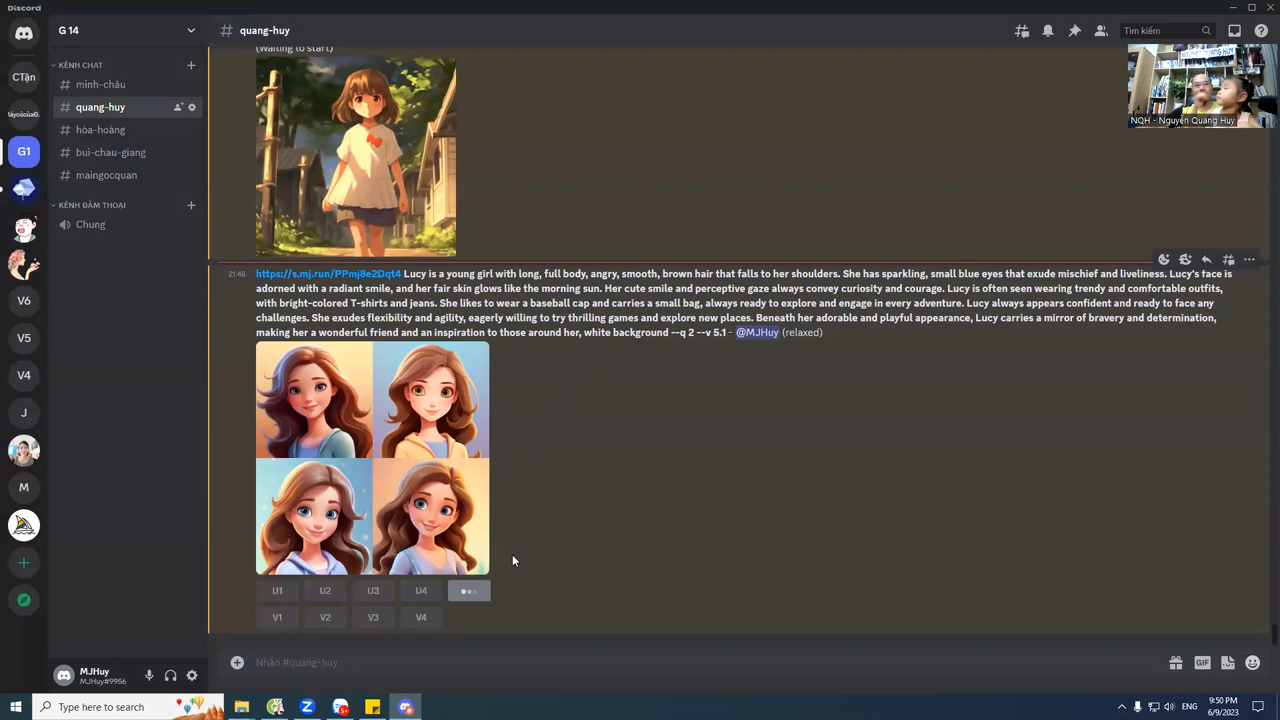 Discord
G 14
# quang-huy
Tìm kiếm
(Waiting to start)
KÊNH CHAT
CTạn
# minh-châu
# quang-huy
# hòa-hoàng
G1
# bui-chau-giang
# maingocquan
KÊNH ĐÀM THOẠI
Chung
NQH - Nguyễn Quang Huy
21:48
https://s.mj.run/PPmj8e2Dqt4 Lucy is a young girl with long, full body, angry, smooth, brown hair that falls to her shoulders. She has sparkling, small blue eyes that exude mischief and liveliness. Lucy's face is
adorned with a radiant smile, and her fair skin glows like the morning sun. Her cute smile and perceptive gaze always convey curiosity and courage. Lucy is often seen wearing trendy and comfortable outfits,
with bright-colored T-shirts and jeans. She likes to wear a baseball cap and carries a small bag, always ready to explore and engage in every adventure. Lucy always appears confident and ready to face any
challenges. She exudes flexibility and agility, eagerly willing to try thrilling games and explore new places. Beneath her adorable and playful appearance, Lucy carries a mirror of bravery and determination,
making her a wonderful friend and an inspiration to those around her, white background --q 2 --v 5.1 - @MJHuy (relaxed)
V6
V5
V4
J
M
U1 U2 U3 U4
V1 V2 V3 V4
MJHuy
MJHuy#9956
Nhắn #quang-huy
GIF
Type here to search
5+
ENG
9:50 PM
6/9/2023